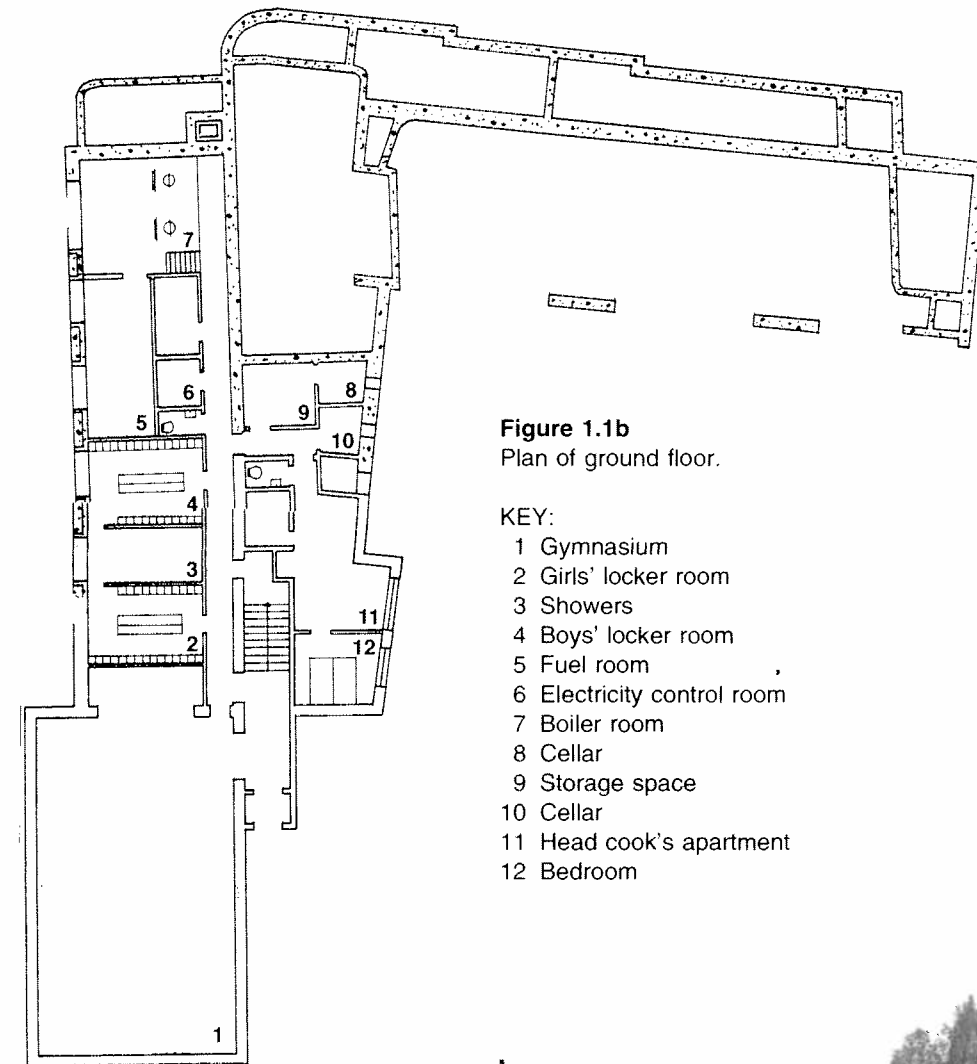 7
6
5
8
9
10
4
3
2
11
12
1
Figure 1.1b
Plan of ground floor.
KEY:
1 Gymnasium
2 Girls' locker room
3 Showers
4 Boys' locker room
5 Fuel room
6 Electricity control room
7 Boiler room
8 Cellar
9 Storage space
10 Cellar
11 Head cook's apartment
12 Bedroom